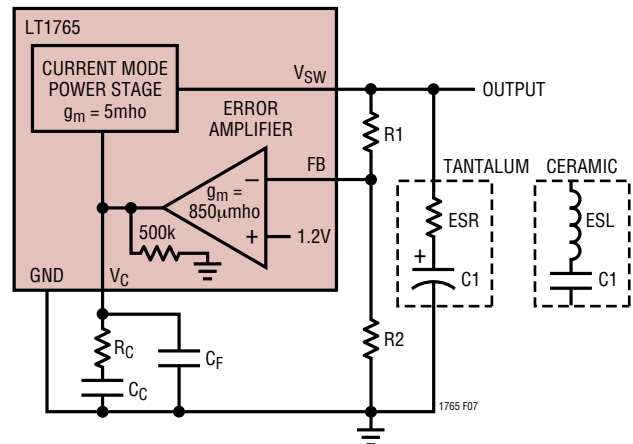 LT1765
CURRENT MODE
POWER STAGE
gm = 5mho
VSW
OUTPUT
ERROR
AMPLIFIER
R1
FB
TANTALUM
CERAMIC
gm =
850µmho
–
+
1.2V
500k
ESR
ESL
+
C1
C1
GND
VC
RC
CF
R2
CC
1765 F07